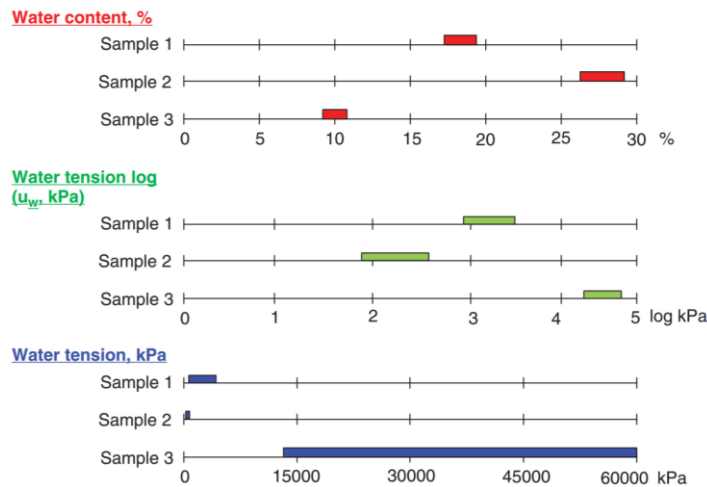 Water content, %
Sample 1
Sample 2
Sample 3
0 5 10 15 20 25 30 %
Water tension log
(uw, kPa)
Sample 1
Sample 2
Sample 3
0 1 2 3 4 5 log kPa
Water tension, kPa
Sample 1
Sample 2
Sample 3
0 15000 30000 45000 60000 kPa